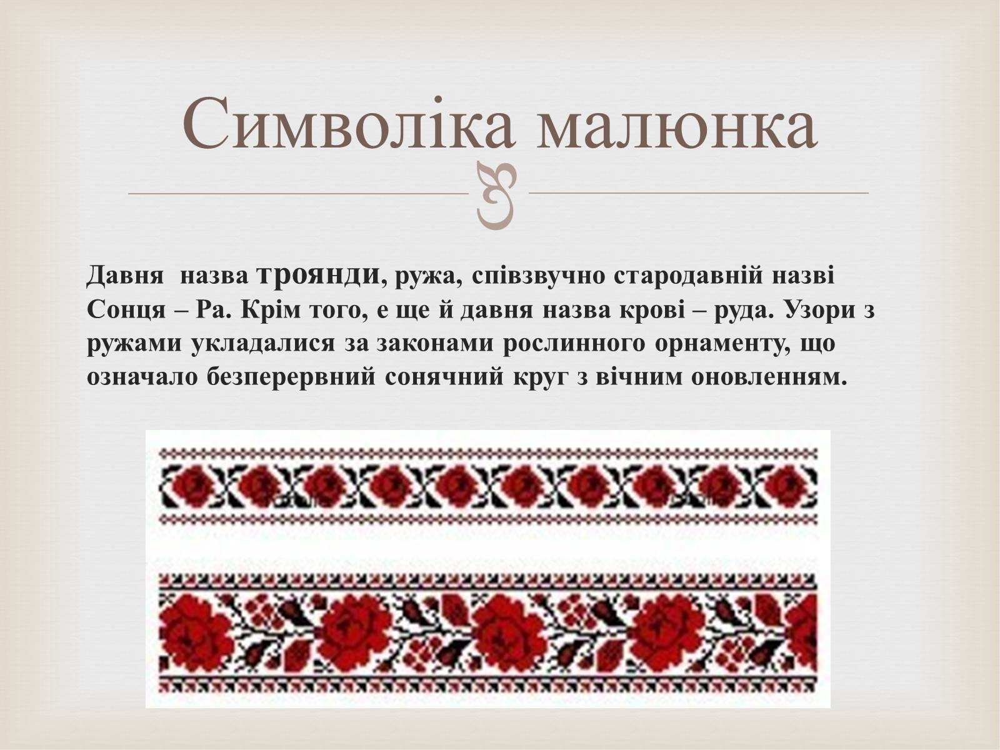 Символіка малюнка
Давня назва троянди, ружа, співзвучно стародавній назві
Сонця – Ра. Крім того, е ще й давня назва крові – руда. Узори з
ружами укладалися за законами рослинного орнаменту, що
означало безперервний сонячний круг з вічним оновленням.